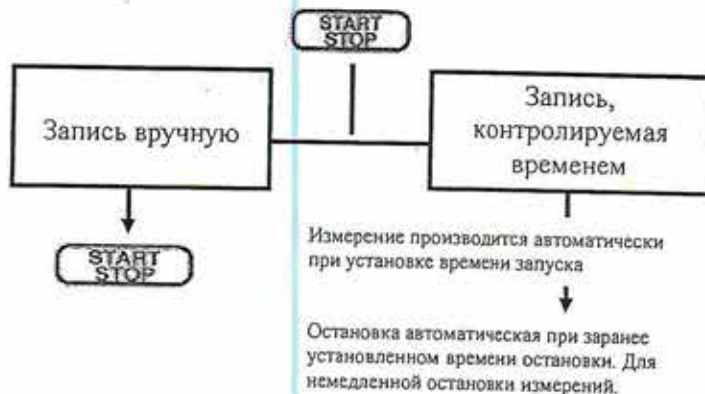 START
STOP
Запись вручную
Запись,
контролируемая
временем
START
STOP
Измерение производится автоматически
при установке времени запуска
Остановка автоматическая при заранее
установленном времени остановки. Для
немедленной остановки измерений.